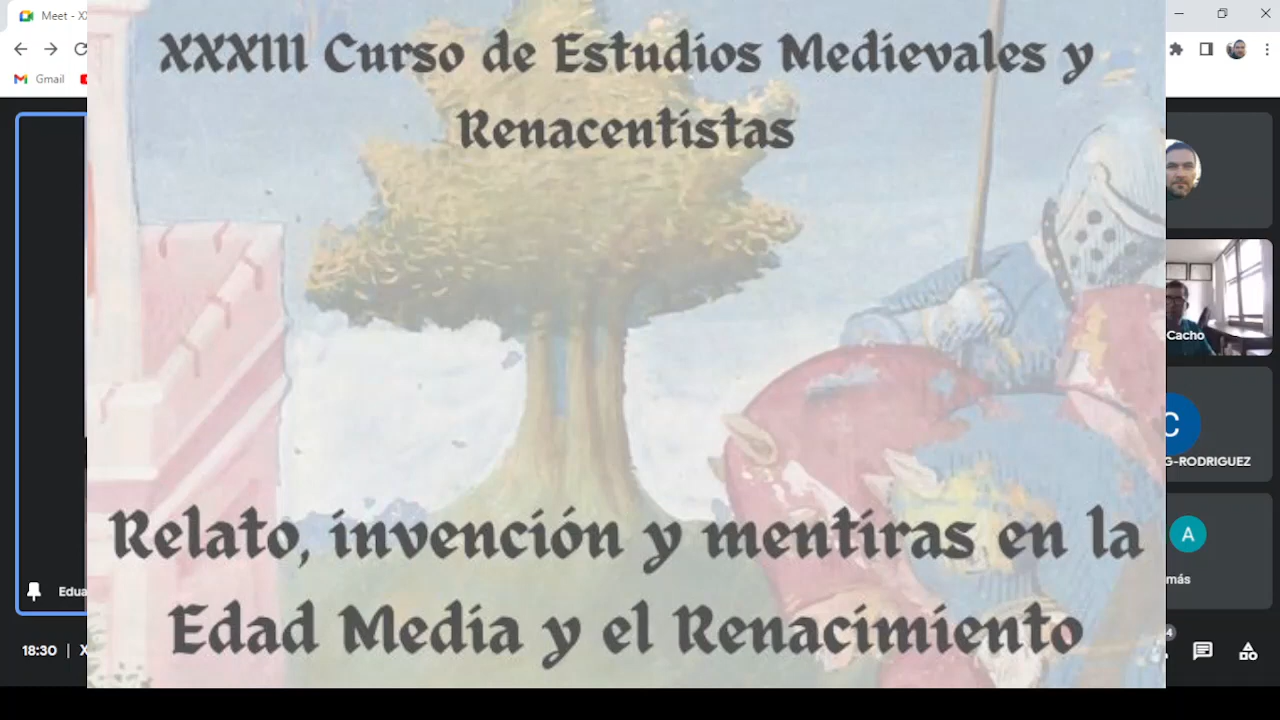 Meet - X
Gmail
XXXIII Curso de Estudios Medievales y
Renacentistas
Cacho
C
G-RODRIGUEZ
Relato, invención y mentiras en la
Edad Media y el Renacimiento
A
más
Edua
18:30 | X
4